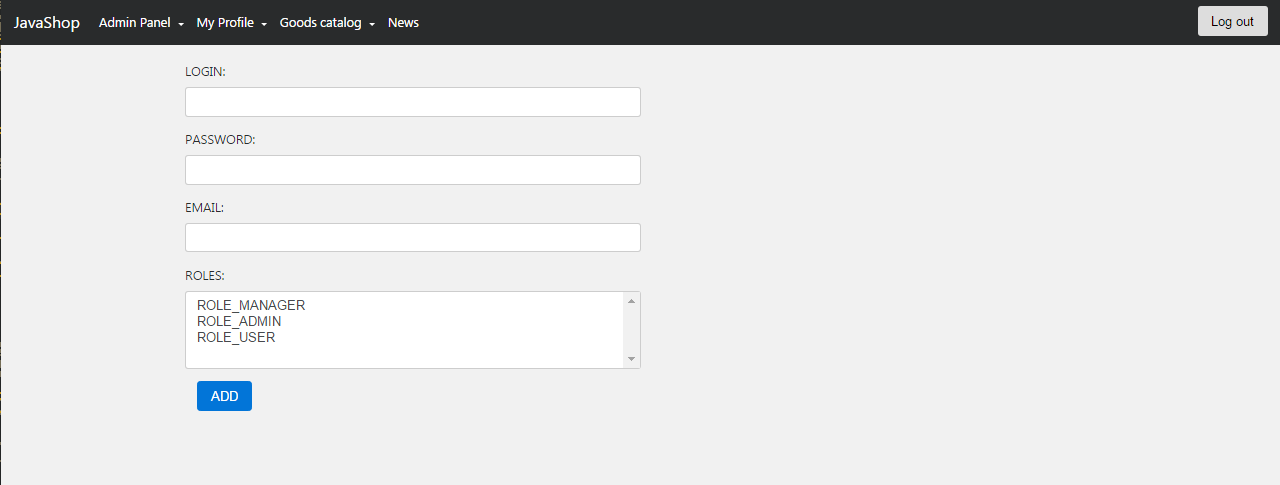 JavaShop Admin Panel My Profile Goods catalog News Log out
LOGIN:
PASSWORD:
EMAIL:
ROLES:
ROLE_MANAGER
ROLE_ADMIN
ROLE_USER
ADD